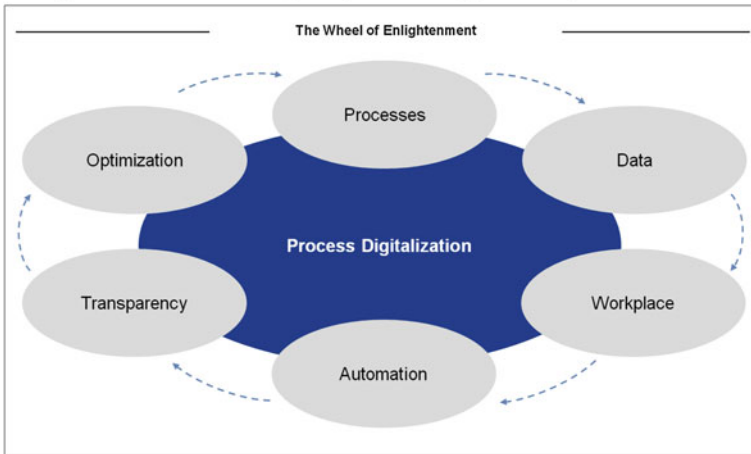 The Wheel of Enlightenment
Processes
Optimization
Data
Process Digitalization
Transparency
Workplace
Automation